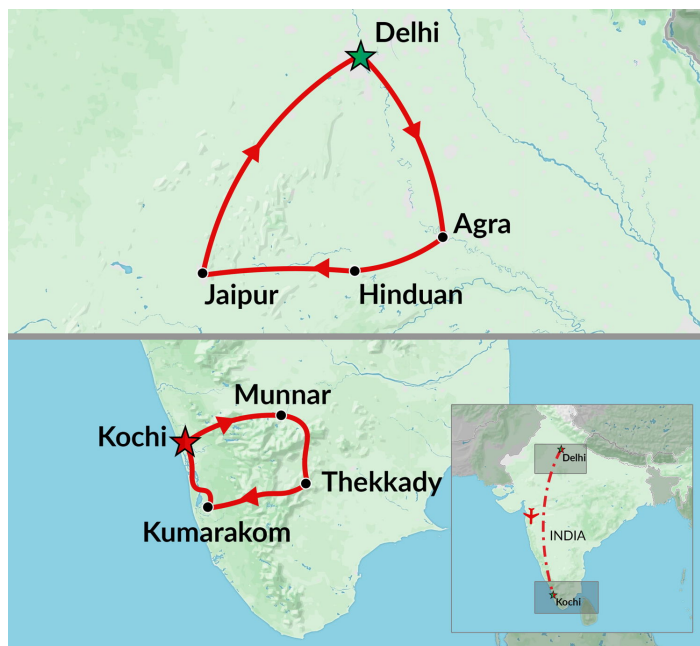 Delhi
Agra
Jaipur
Hinduan
Munnar
Kochi
Thekkady
Kumarakom
Delhi
INDIA
Kochi